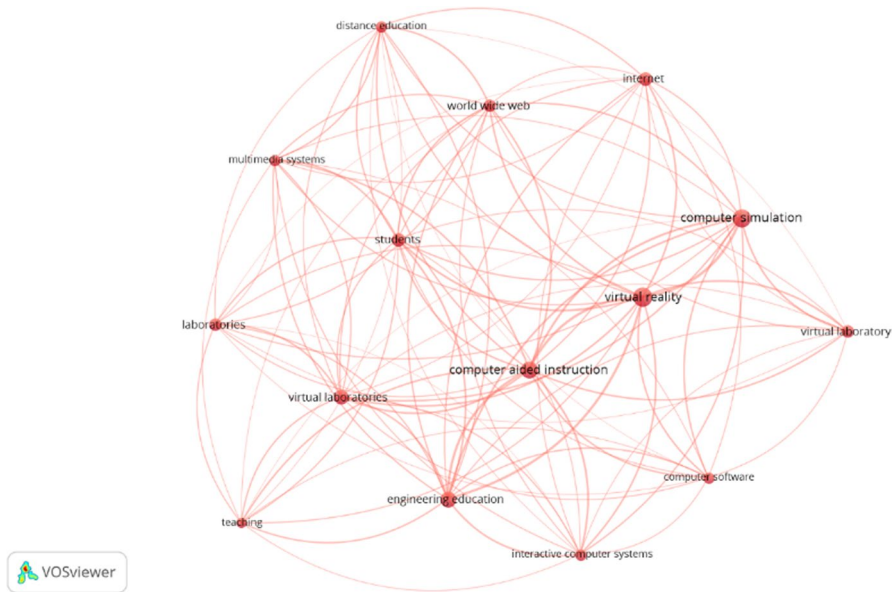 distance education
internet
world wide web
multimedia systems
computer simulation
students
virtual reality
laboratories
virtual laboratory
computer aided instruction
virtual laboratories
computer software
engineering education
teaching
interactive computer systems
VOSviewer